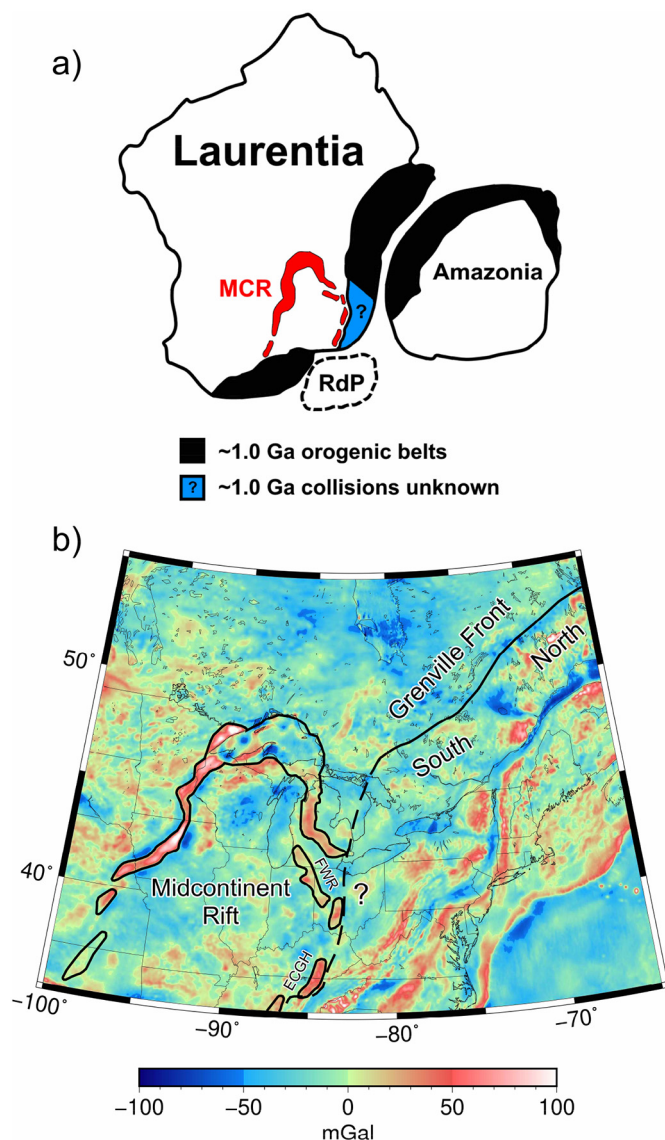 a)
Laurentia
Amazonia
MCR
?
RdP
~1.0 Ga orogenic belts
? ~1.0 Ga collisions unknown
b)
50°
Grenville Front
North
South
40°
Midcontinent
Rift
FWR
?
ECGH
−100°
−90°
−80°
−70°
−100 −50 0 50 100
mGal